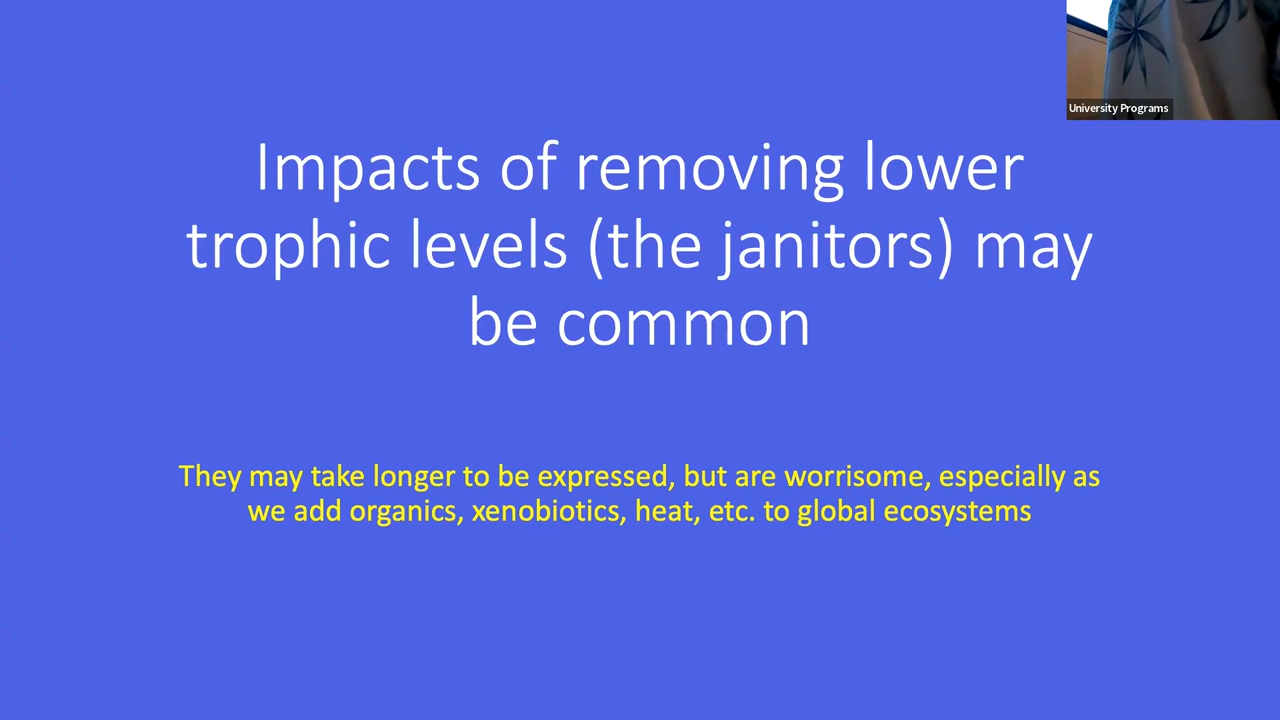 University Programs
Impacts of removing lower
trophic levels (the janitors) may
be common
They may take longer to be expressed, but are worrisome, especially as
we add organics, xenobiotics, heat, etc. to global ecosystems